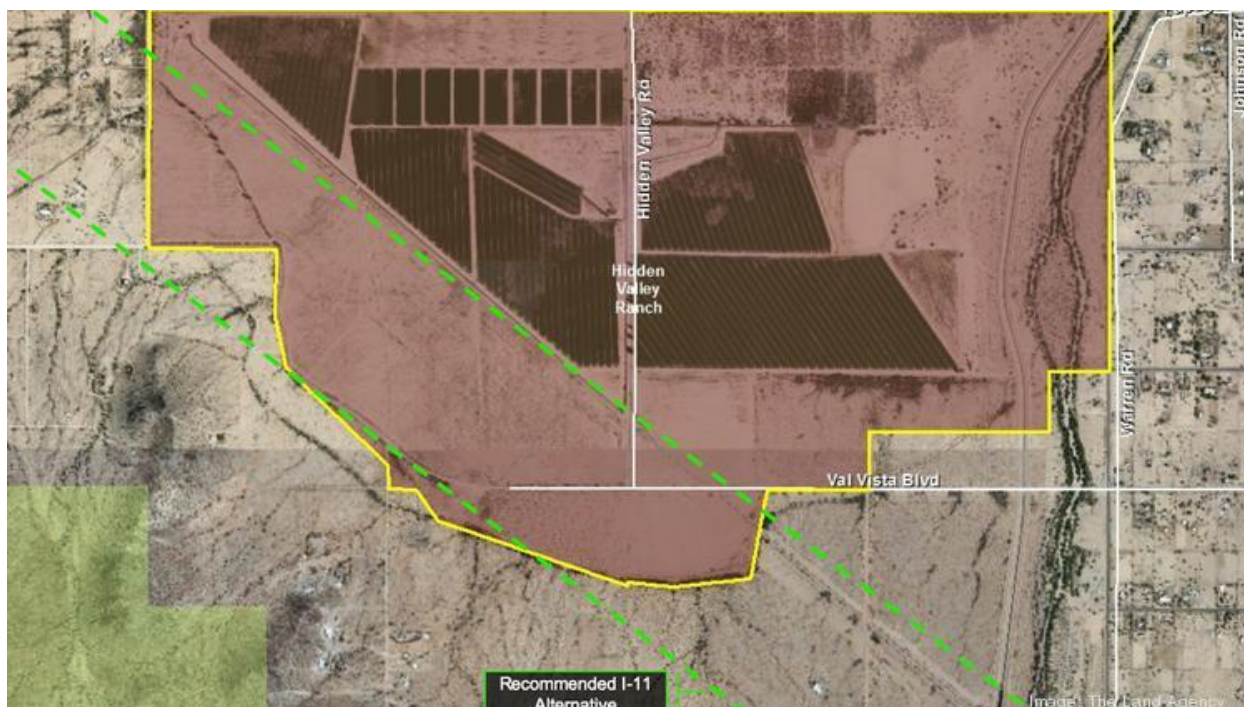 Johnson Rd
Hidden Valley Rd
Hidden
Valley
Ranch
Warren Rd
Val Vista Blvd
Recommended I-11
Alternative
Image: The Land Agency